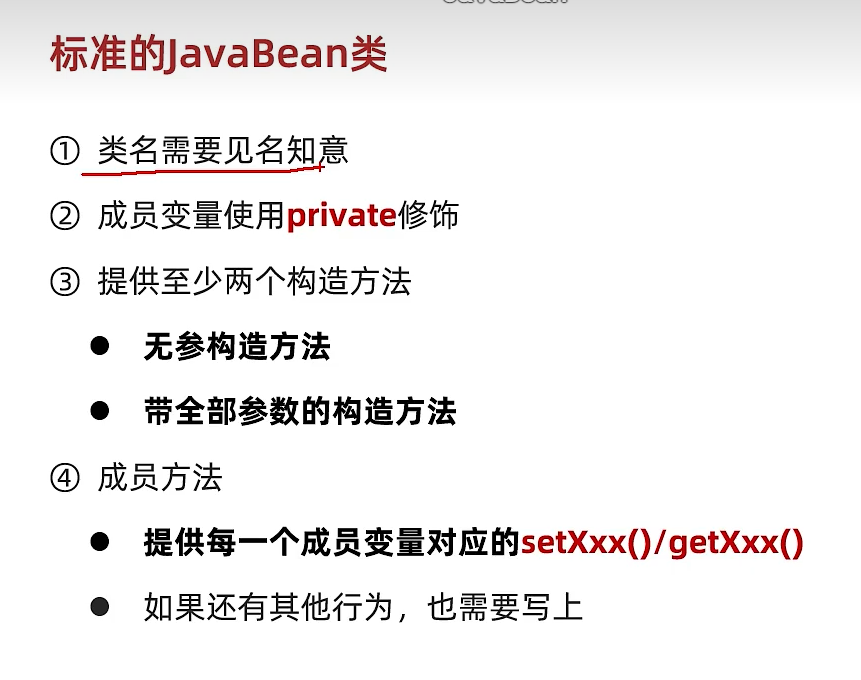 标准的JavaBean类
① 类名需要见名知意
② 成员变量使用private修饰
③ 提供至少两个构造方法
● 无参构造方法
● 带全部参数的构造方法
④ 成员方法
● 提供每一个成员变量对应的setXxx()/getXxx()
● 如果还有其他行为，也需要写上